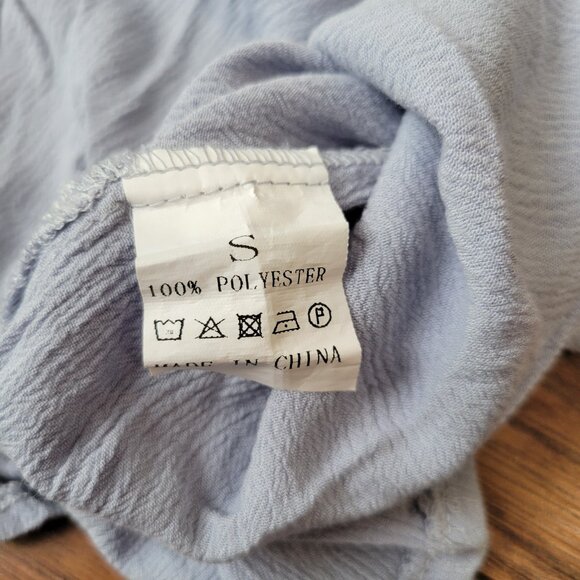 S
100% POLYESTER
P
MADE IN CHINA